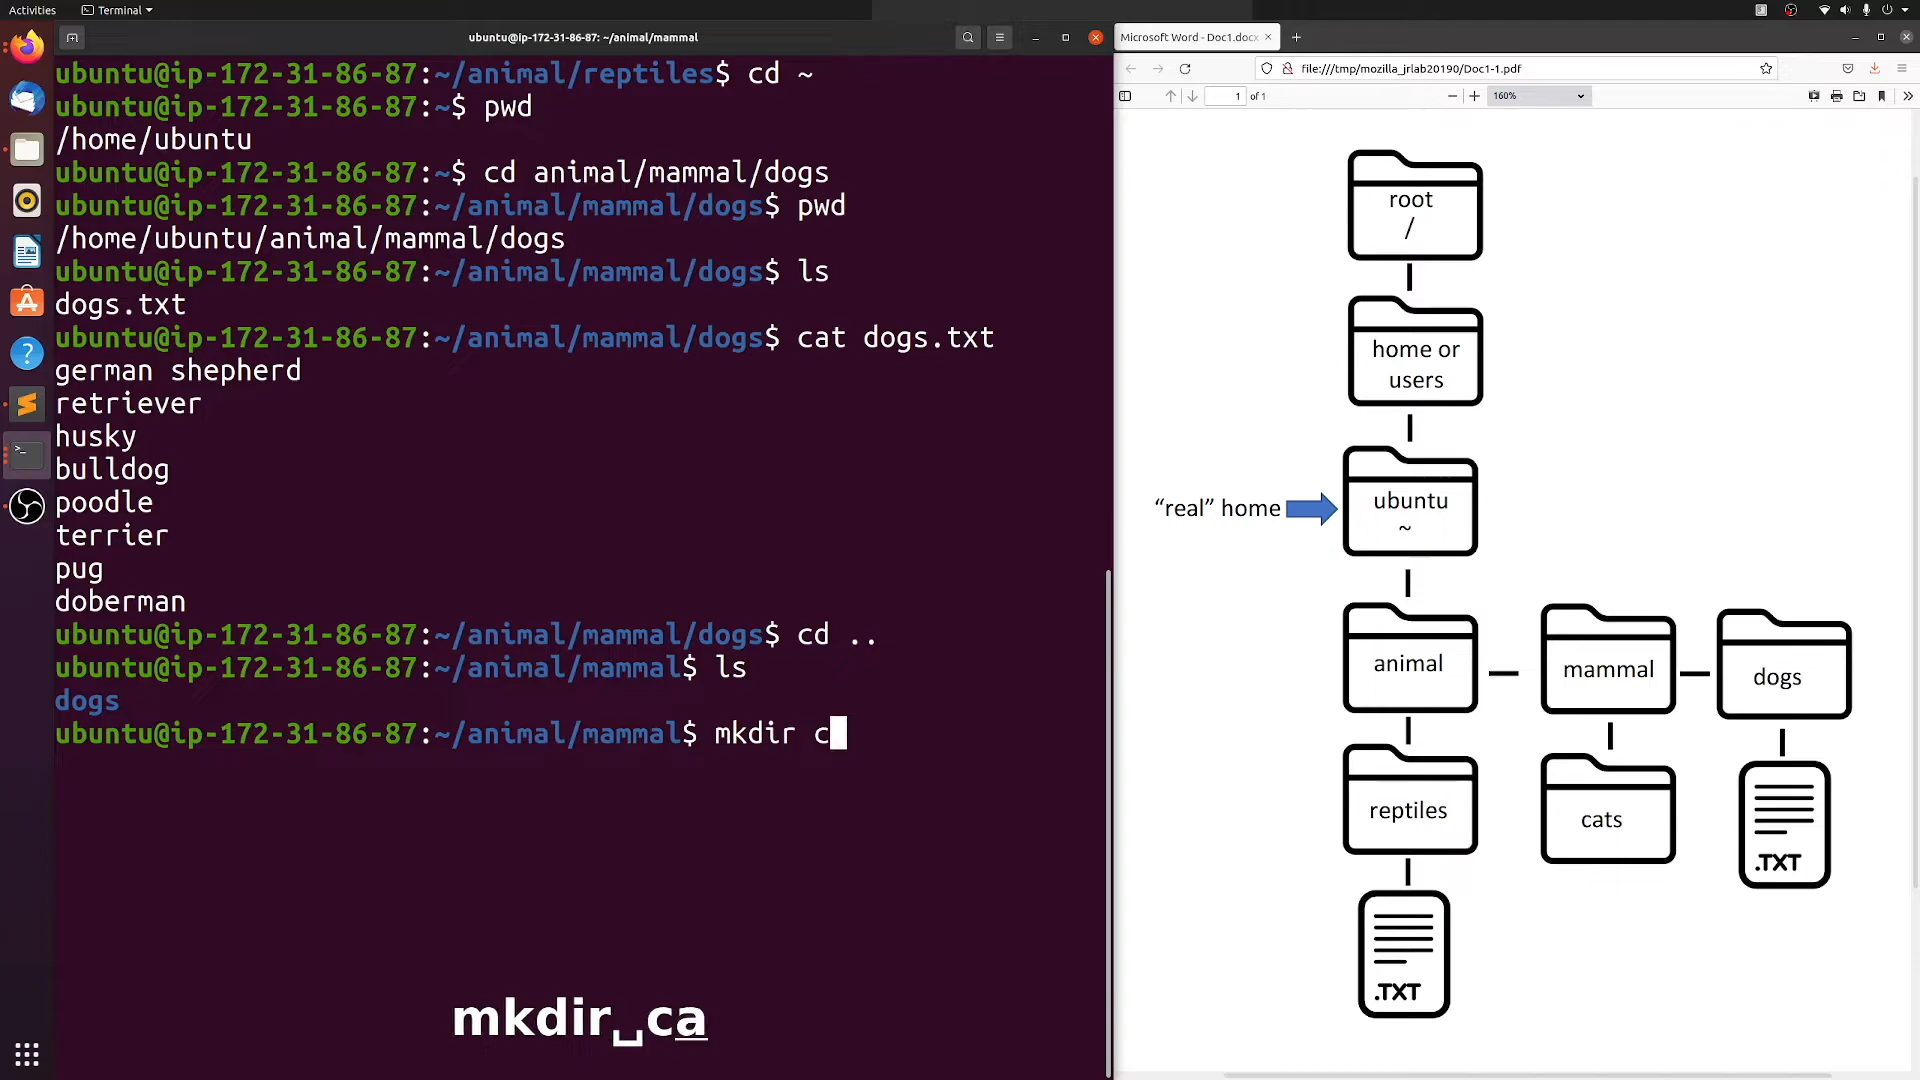 Activities
Terminal
ubuntu@ip-172-31-86-87: ~/animal/mammal
ubuntu@ip-172-31-86-87:~/animal/reptiles$ cd ~
ubuntu@ip-172-31-86-87:~$ pwd
/home/ubuntu
ubuntu@ip-172-31-86-87:~$ cd animal/mammal/dogs
ubuntu@ip-172-31-86-87:~/animal/mammal/dogs$ pwd
/home/ubuntu/animal/mammal/dogs
ubuntu@ip-172-31-86-87:~/animal/mammal/dogs$ ls
dogs.txt
ubuntu@ip-172-31-86-87:~/animal/mammal/dogs$ cat dogs.txt
german shepherd
retriever
husky
bulldog
poodle
terrier
pug
doberman
ubuntu@ip-172-31-86-87:~/animal/mammal/dogs$ cd ..
ubuntu@ip-172-31-86-87:~/animal/mammal$ ls
dogs
ubuntu@ip-172-31-86-87:~/animal/mammal$ mkdir c
mkdir␣ca
Microsoft Word - Doc1.docx
file:///tmp/mozilla_jrlab20190/Doc1-1.pdf
1 of 1
160%
root
/
home or
users
"real" home
ubuntu
~
animal
mammal
dogs
reptiles
cats
.TXT
.TXT